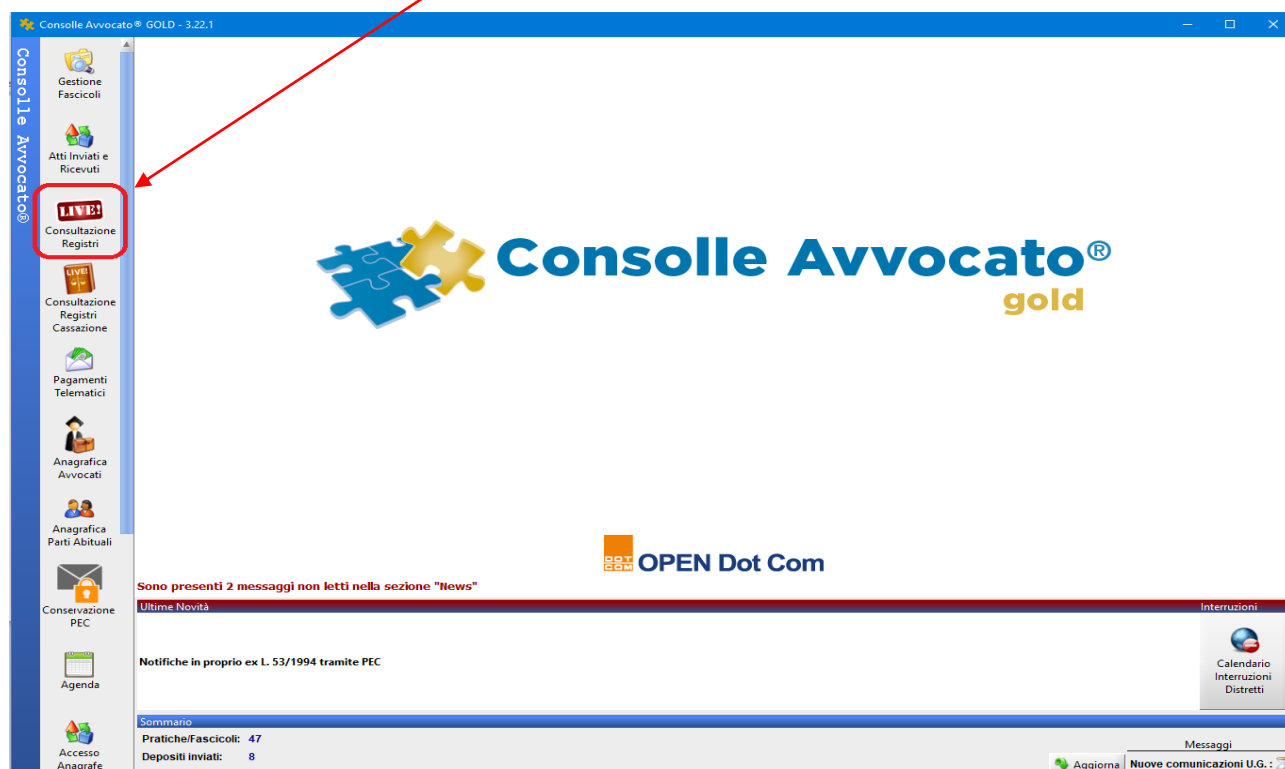 Consolle Avvocato® GOLD - 3.22.1
Consolle Avvocato®
Gestione
Fascicoli
Atti Inviati e
Ricevuti
LIVE!
Consultazione
Registri
LIVE!
Consultazione
Registri
Cassazione
Pagamenti
Telematici
Anagrafica
Avvocati
Anagrafica
Parti Abituali
Conservazione
PEC
Agenda
Accesso
Anagrafe
Consolle Avvocato®
gold
DOT
COM
OPEN Dot Com
Sono presenti 2 messaggi non letti nella sezione "News"
Ultime Novità
Interruzioni
Notifiche in proprio ex L. 53/1994 tramite PEC
Calendario
Interruzioni
Distretti
Sommario
Pratiche/Fascicoli: 47
Depositi inviati: 8
Messaggi
Aggiorna
Nuove comunicazioni U.G. :